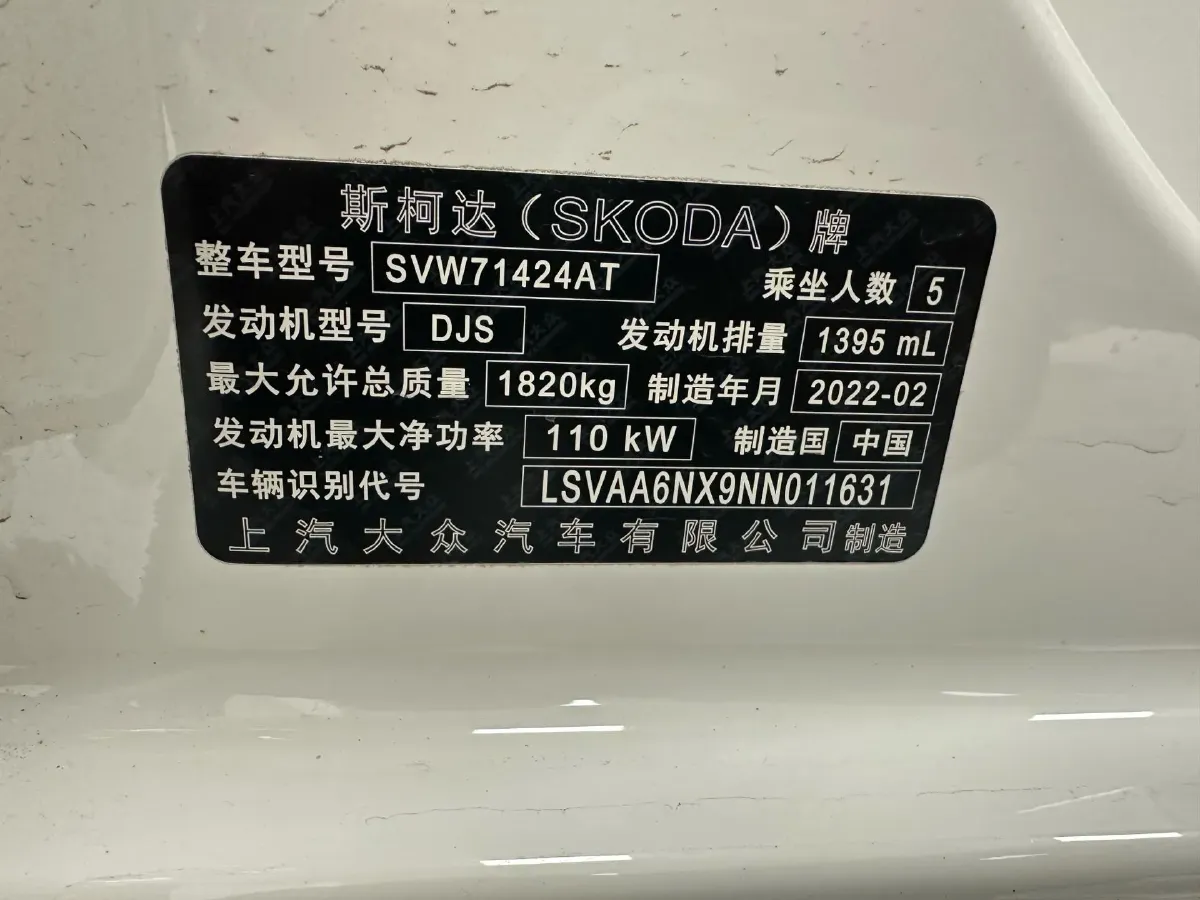 斯柯达（SKODA）牌
整车型号 SVW71424AT 乘坐人数 5
发动机型号 DJS 发动机排量 1395 mL
最大允许总质量 1820kg 制造年月 2022-02
发动机最大净功率 110 kW 制造国 中国
车辆识别代号 LSVAA6NX9NN011631
上汽大众汽车有限公司制造